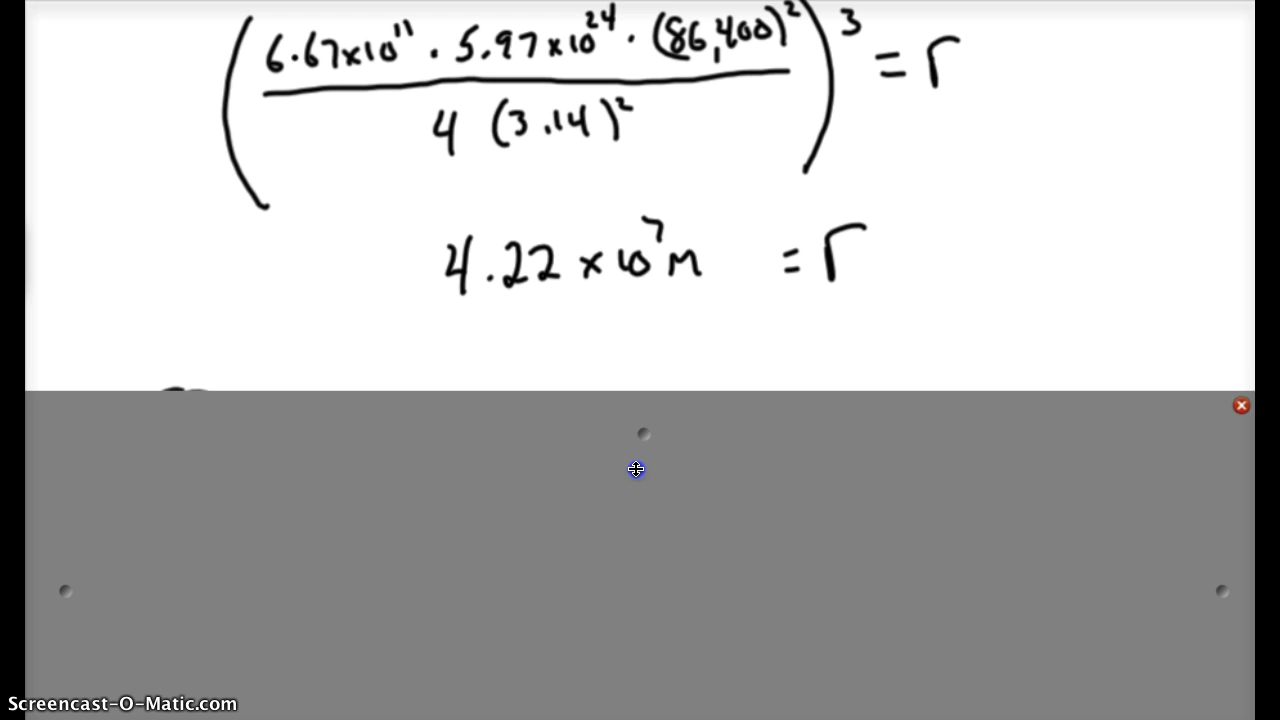 (6.67x10^11 · 5.97x10^24 · (86,400)^2 / 4 (3.14)^2)^3 = r
4.22 x 10^7 m = r
Screencast-O-Matic.com